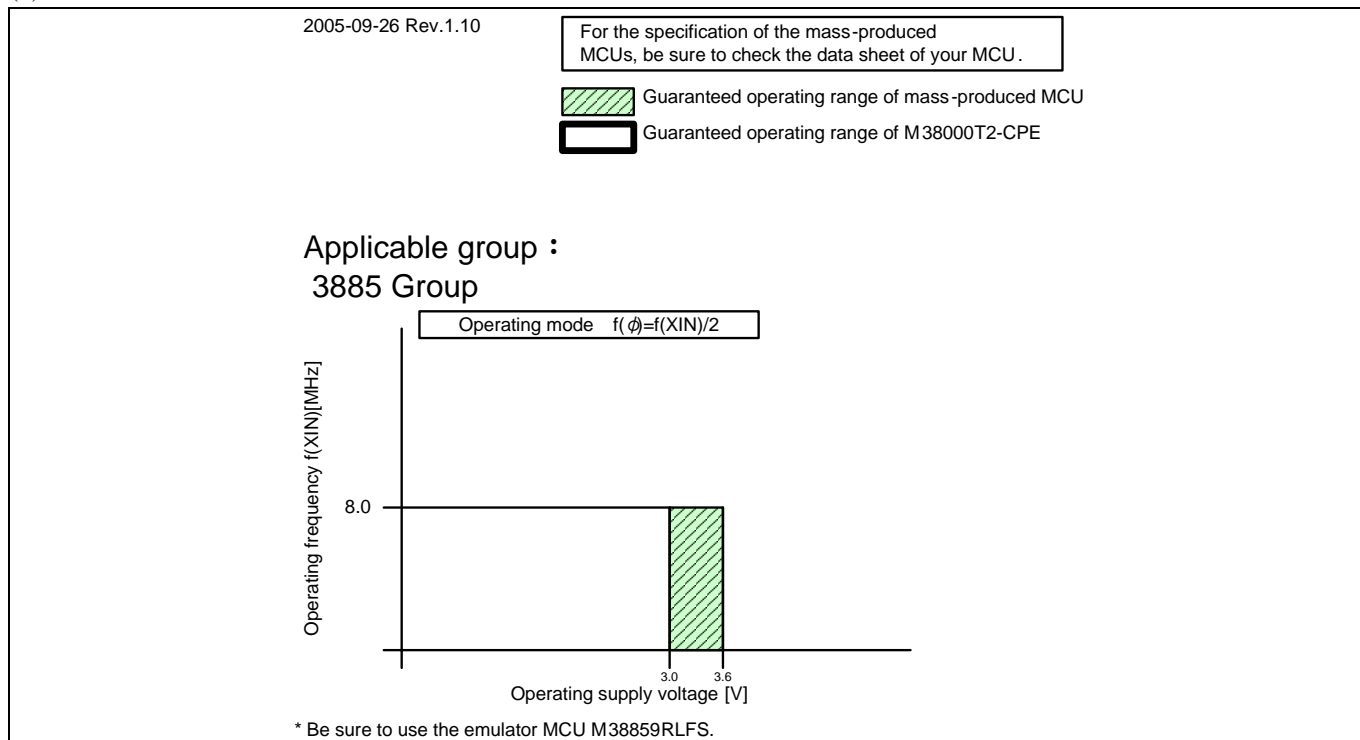 2005-09-26 Rev.1.10
For the specification of the mass-produced
MCUs, be sure to check the data sheet of your MCU.
Guaranteed operating range of mass-produced MCU
Guaranteed operating range of M38000T2-CPE
Applicable group：
3885 Group
Operating mode f(φ)=f(XIN)/2
Operating frequency f(XIN)[MHz]
8.0
3.0 3.6
Operating supply voltage [V]
* Be sure to use the emulator MCU M38859RLFS.